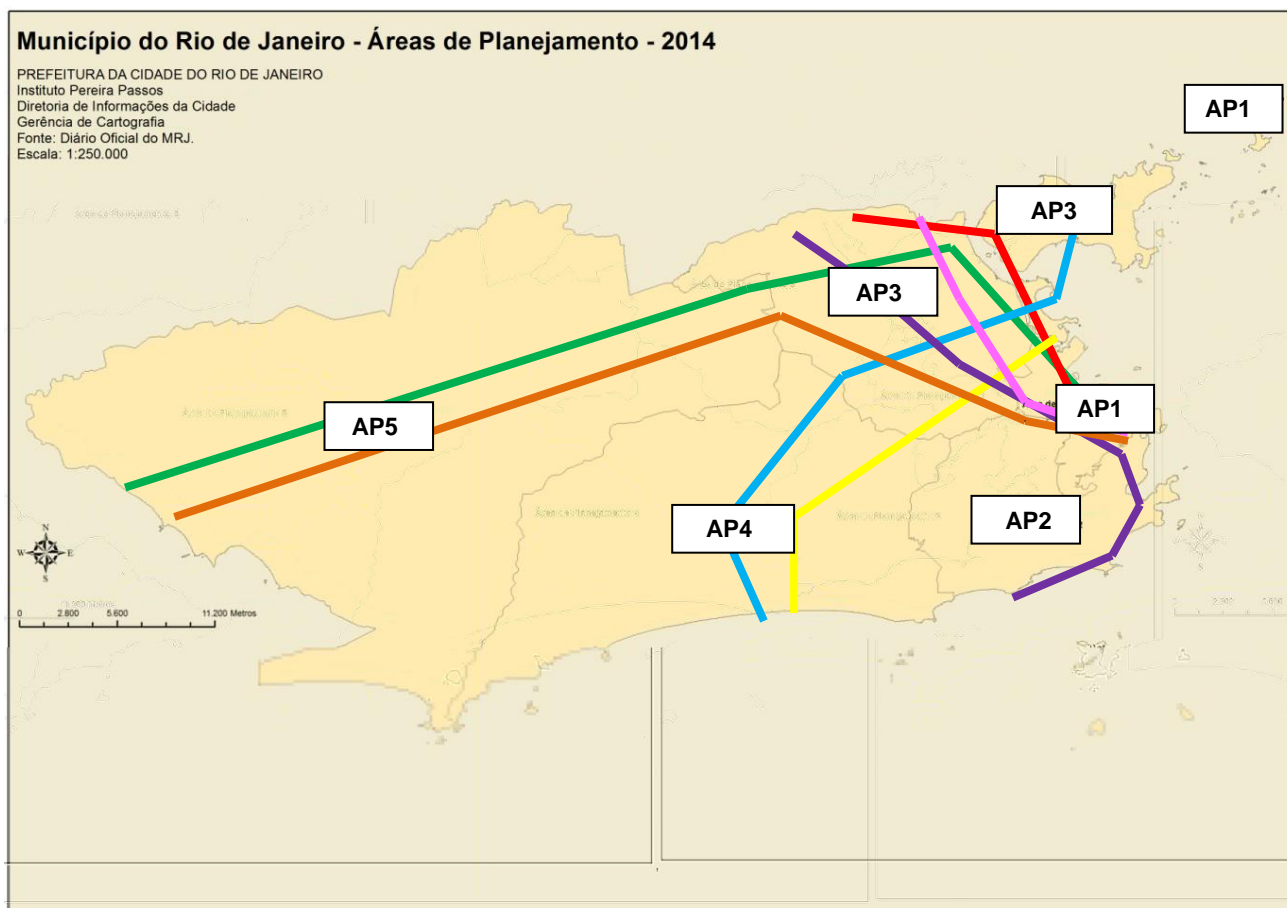 Município do Rio de Janeiro - Áreas de Planejamento - 2014
PREFEITURA DA CIDADE DO RIO DE JANEIRO
Instituto Pereira Passos
Diretoria de Informações da Cidade
Gerência de Cartografia
Fonte: Diário Oficial do MRJ.
Escala: 1:250.000
AP1
AP3
AP3
AP1
AP5
AP2
AP4
N
W
E
S
0 2.800 5.600 11.200 Metros